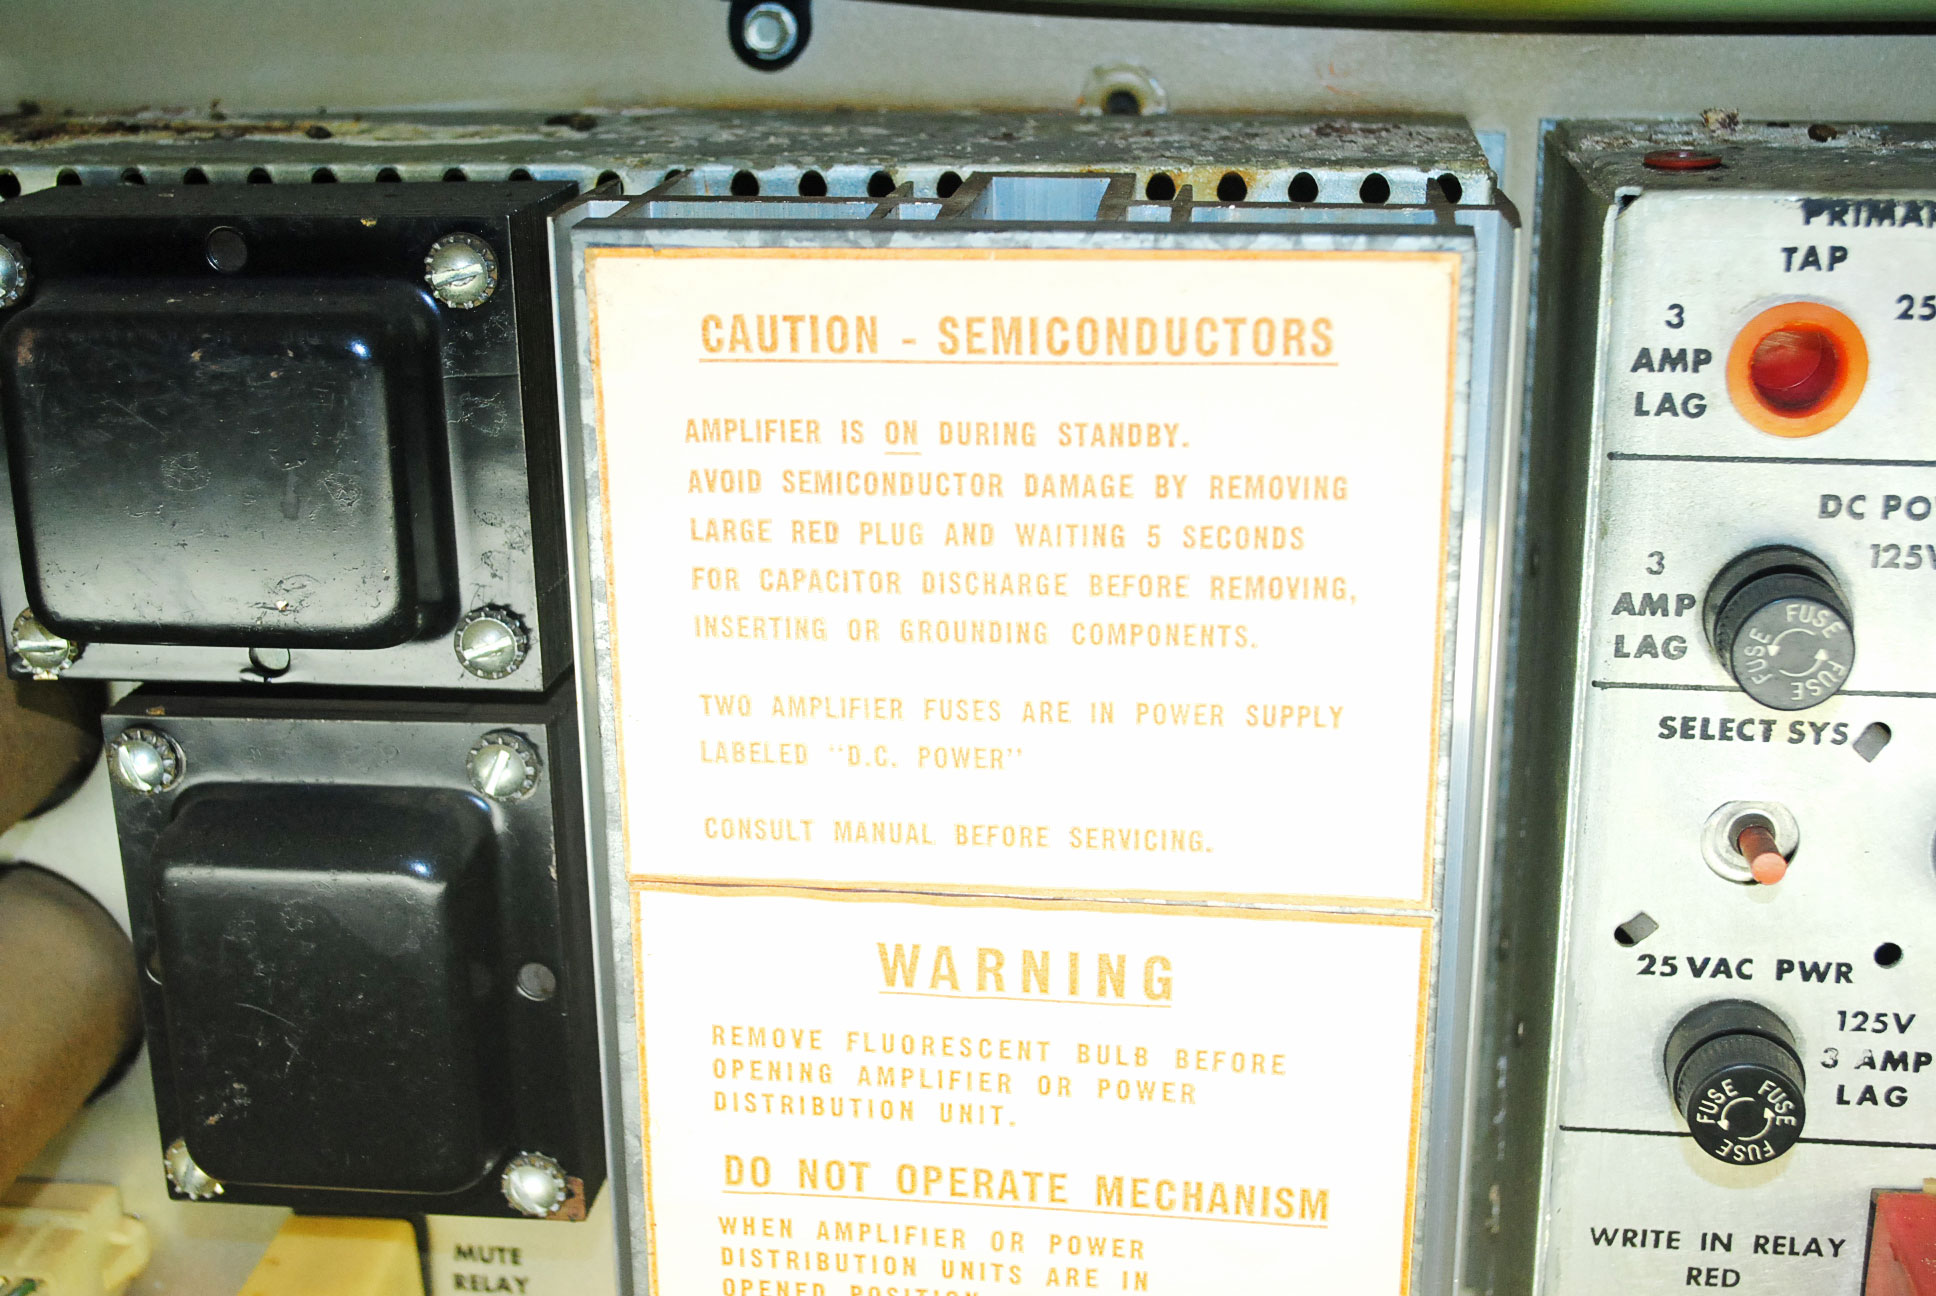 CAUTION - SEMICONDUCTORS
AMPLIFIER IS ON DURING STANDBY.
AVOID SEMICONDUCTOR DAMAGE BY REMOVING
LARGE RED PLUG AND WAITING 5 SECONDS
FOR CAPACITOR DISCHARGE BEFORE REMOVING,
INSERTING OR GROUNDING COMPONENTS.
TWO AMPLIFIER FUSES ARE IN POWER SUPPLY
LABELED "D.C. POWER"
CONSULT MANUAL BEFORE SERVICING.
WARNING
REMOVE FLUORESCENT BULB BEFORE
OPENING AMPLIFIER OR POWER
DISTRIBUTION UNIT.
DO NOT OPERATE MECHANISM
WHEN AMPLIFIER OR POWER
DISTRIBUTION UNITS ARE IN
OPENED POSITION
MUTE
RELAY
TAP
3
AMP
LAG
25
DC
3
AMP
LAG
125V
FUSE FUSE FUSE
SELECT SYS
25 VAC PWR
125V
3 AMP
LAG
FUSE FUSE FUSE
WRITE IN RELAY
RED